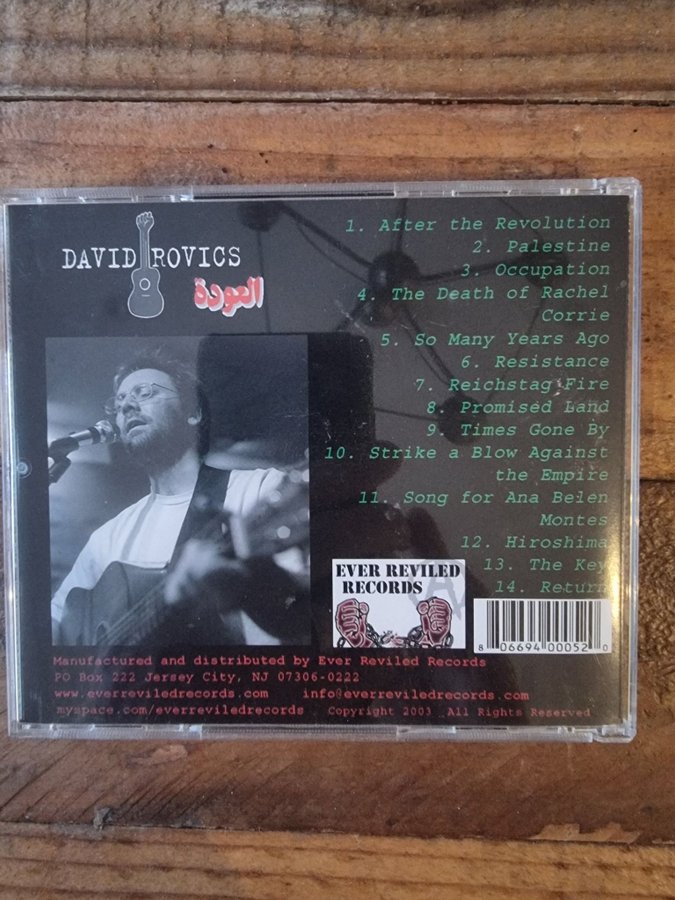 DAVID ROVICS
العودة
1. After the Revolution
2. Palestine
3. Occupation
4. The Death of Rachel
Corrie
5. So Many Years Ago
6. Resistance
7. Reichstag Fire
8. Promised Land
9. Times Gone By
10. Strike a Blow Against
the Empire
11. Song for Ana Belen
Montes
12. Hiroshima
13. The Key
14. Return
EVER REVILED
RECORDS
8 06694 00052 0
Manufactured and distributed by Ever Reviled Records
PO Box 222 Jersey City, NJ 07306-0222
www.everreviledrecords.com info@everreviledrecords.com
myspace.com/everreviledrecords Copyright 2003 All Rights Reserved